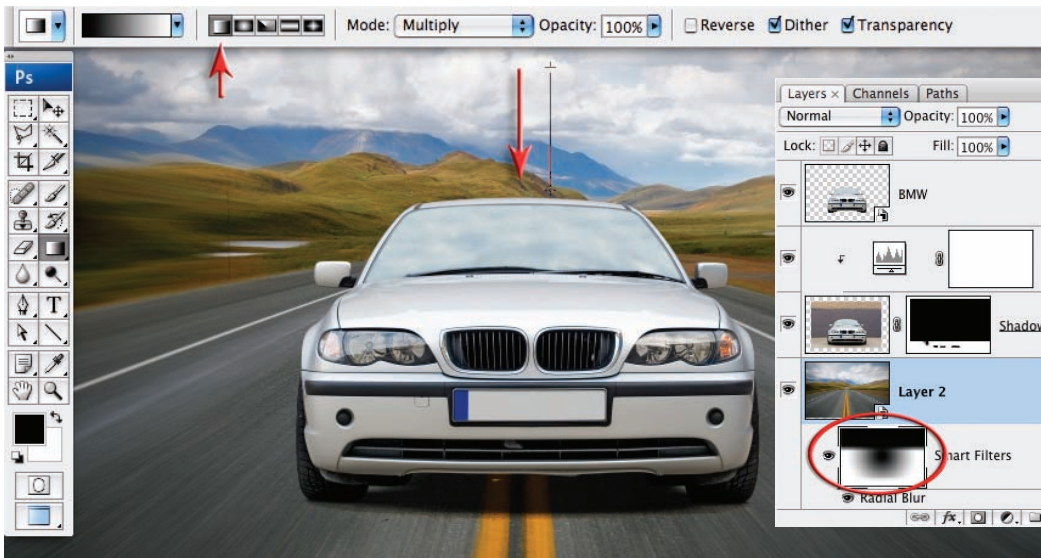 Mode: Multiply Opacity: 100% Reverse Dither Transparency
Ps
Layers × Channels Paths
Normal Opacity: 100%
Lock: Fill: 100%
BMW
Shadow
Layer 2
Smart Filters
Radial Blur
fx.
T